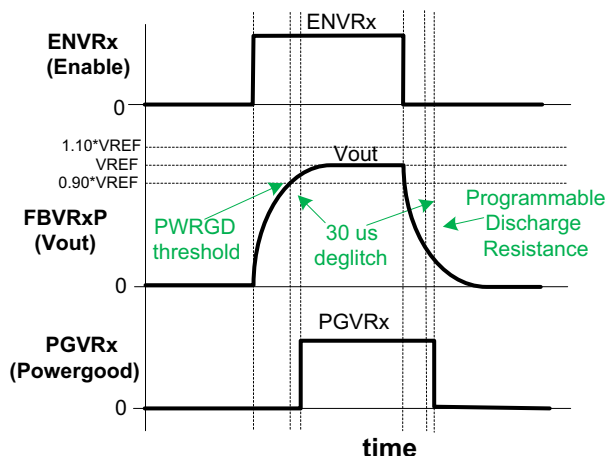 ENVRx
ENVRx
(Enable)
0
1.10*VREF
VREF
0.90*VREF
Vout
FBVRxP
(Vout)
PWRGD
threshold
30 us
deglitch
Programmable
Discharge
Resistance
0
PGVRx
PGVRx
(Powergood)
0
time